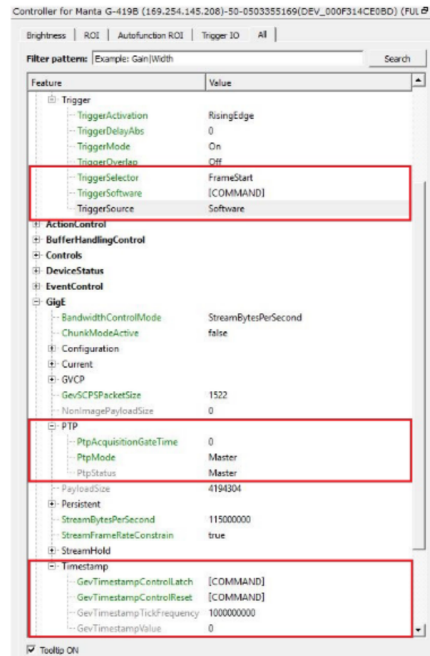 Controller for Manta G-419B (169.254.145.208)-50-0503355169(DEV_000F314CE0BD) (FUL
Brightness ROI Autofunction ROI Trigger IO All
Filter pattern: Example: Gain|Width Search
Feature Value
Trigger
TriggerActivation RisingEdge
TriggerDelayAbs 0
TriggerMode On
TriggerOverlap Off
TriggerSelector FrameStart
TriggerSoftware [COMMAND]
TriggerSource Software
ActionControl
BufferHandlingControl
Controls
DeviceStatus
EventControl
GigE
BandwidthControlMode StreamBytesPerSecond
ChunkModeActive false
Configuration
Current
GVCP
GevSCPSPacketSize 1522
NonImagePayloadSize 0
PTP
PtpAcquisitionGateTime 0
PtpMode Master
PtpStatus Master
PayloadSize 4194304
Persistent
StreamBytesPerSecond 115000000
StreamFrameRateConstrain true
StreamHold
Timestamp
GevTimestampControlLatch [COMMAND]
GevTimestampControlReset [COMMAND]
GevTimestampTickFrequency 1000000000
GevTimestampValue 0
Tooltip ON